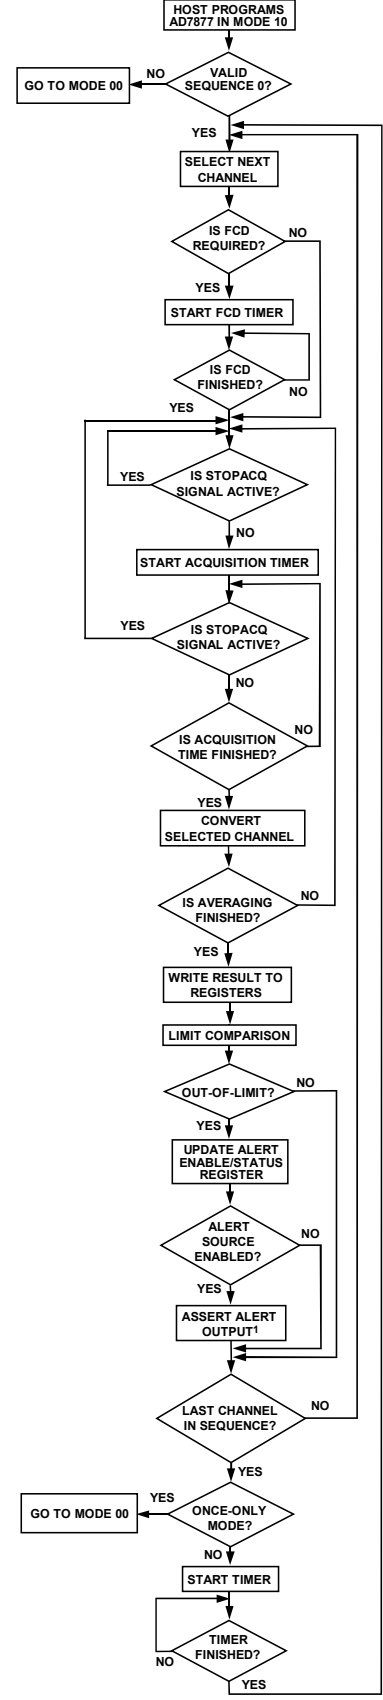 HOST PROGRAMS
AD7877 IN MODE 10
VALID
SEQUENCE 0?
NO
GO TO MODE 00
YES
SELECT NEXT
CHANNEL
IS FCD
REQUIRED?
NO
YES
START FCD TIMER
IS FCD
FINISHED?
NO
YES
IS STOPACQ
SIGNAL ACTIVE?
YES
NO
START ACQUISITION TIMER
IS STOPACQ
SIGNAL ACTIVE?
YES
NO
IS ACQUISITION
TIME FINISHED?
NO
YES
CONVERT
SELECTED CHANNEL
IS AVERAGING
FINISHED?
NO
YES
WRITE RESULT TO
REGISTERS
LIMIT COMPARISON
OUT-OF-LIMIT?
NO
YES
UPDATE ALERT
ENABLE/STATUS
REGISTER
ALERT
SOURCE
ENABLED?
NO
YES
ASSERT ALERT
OUTPUT¹
LAST CHANNEL
IN SEQUENCE?
NO
YES
ONCE-ONLY
MODE?
YES
GO TO MODE 00
NO
START TIMER
TIMER
FINISHED?
NO
YES